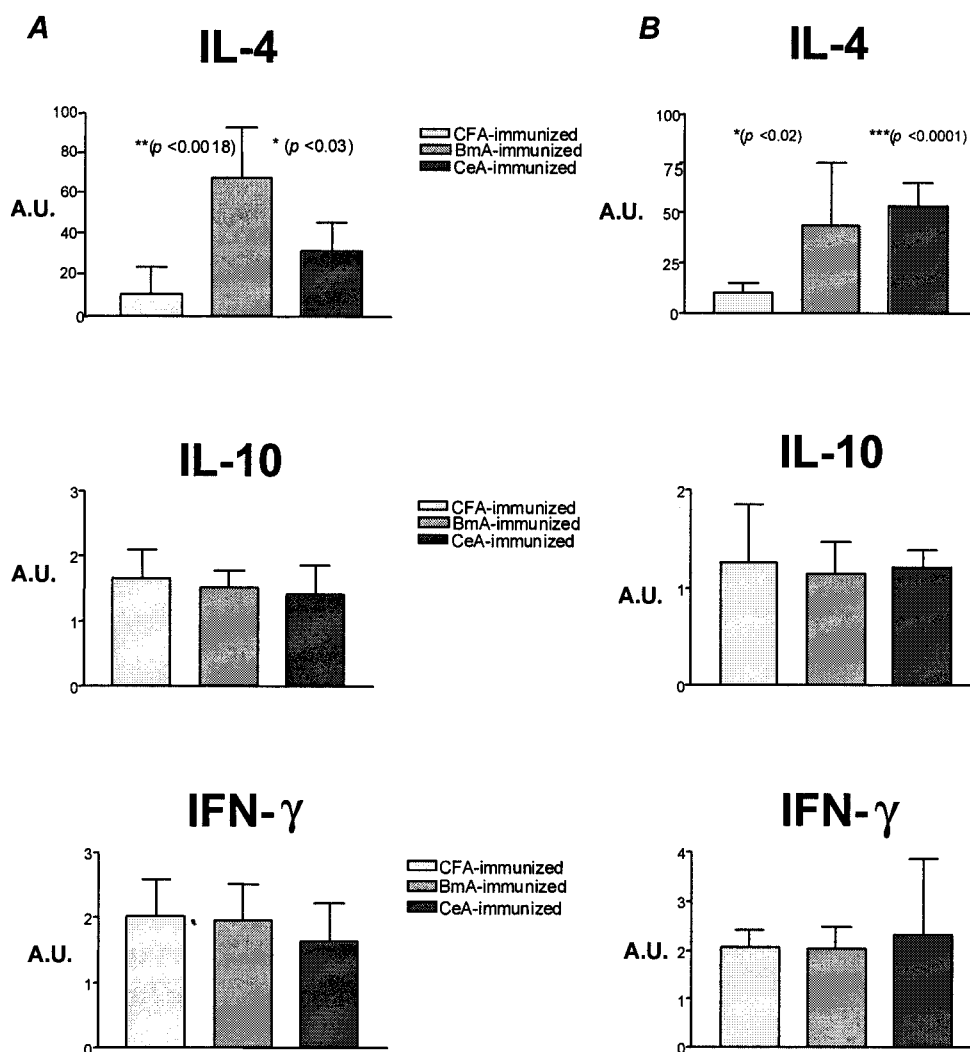 A
IL-4
100
80
60
40
20
0
A.U.
**(p <0.0018)
* (p <0.03)
CFA-immunized
BmA-immunized
CeA-immunized
B
IL-4
100
75
50
25
0
A.U.
*(p <0.02)
***(p <0.0001)
IL-10
3
2
1
0
A.U.
CFA-immunized
BmA-immunized
CeA-immunized
IL-10
2
1
0
A.U.
IFN-γ
3
2
1
0
A.U.
CFA-immunized
BmA-immunized
CeA-immunized
IFN-γ
4
3
2
1
0
A.U.